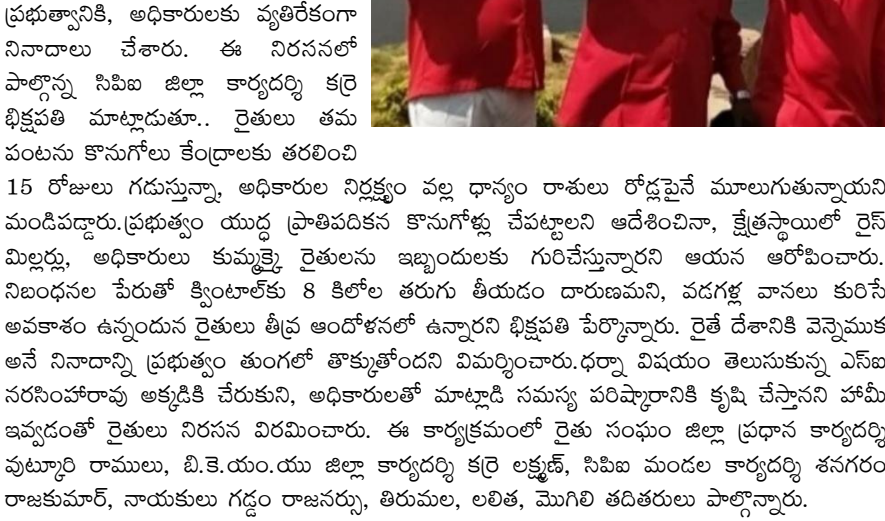 ప్రభుత్వానికి, అధికారులకు వ్యతిరేకంగా
నినాదాలు చేశారు. ఈ నిరసనలో
పాల్గొన్న సిపిఐ జిల్లా కార్యదర్శి కర్రె
భిక్షపతి మాట్లాడుతూ.. రైతులు తమ
పంటను కొనుగోలు కేంద్రాలకు తరలించి
15 రోజులు గడుస్తున్నా, అధికారుల నిర్లక్ష్యం వల్ల ధాన్యం రాశులు రోడ్లపైనే మూలుగుతున్నాయని
మండిపడ్డారు.ప్రభుత్వం యుద్ధ ప్రాతిపదికన కొనుగోళ్లు చేపట్టాలని ఆదేశించినా, క్షేత్రస్థాయిలో రైస్
మిల్లర్లు, అధికారులు కుమ్మక్కై రైతులను ఇబ్బందులకు గురిచేస్తున్నారని ఆయన ఆరోపించారు.
నిబంధనల పేరుతో క్వింటాల్‌కు 8 కిలోల తరుగు తీయడం దారుణమని, వడగళ్ల వానలు కురిసే
అవకాశం ఉన్నందున రైతులు తీవ్ర ఆందోళనలో ఉన్నారని భిక్షపతి పేర్కొన్నారు. రైతే దేశానికి వెన్నెముక
అనే నినాదాన్ని ప్రభుత్వం తుంగలో తొక్కుతోందని విమర్శించారు.ధర్నా విషయం తెలుసుకున్న ఎస్ఐ
నరసింహారావు అక్కడికి చేరుకుని, అధికారులతో మాట్లాడి సమస్య పరిష్కారానికి కృషి చేస్తానని హామీ
ఇవ్వడంతో రైతులు నిరసన విరమించారు. ఈ కార్యక్రమంలో రైతు సంఘం జిల్లా ప్రధాన కార్యదర్శి
వుట్కూరి రాములు, బి.కె.యం.యు జిల్లా కార్యదర్శి కర్రె లక్ష్మణ్, సిపిఐ మండల కార్యదర్శి శనగరం
రాజకుమార్, నాయకులు గడ్డం రాజనర్సు, తిరుమల, లలిత, మొగిలి తదితరులు పాల్గొన్నారు.